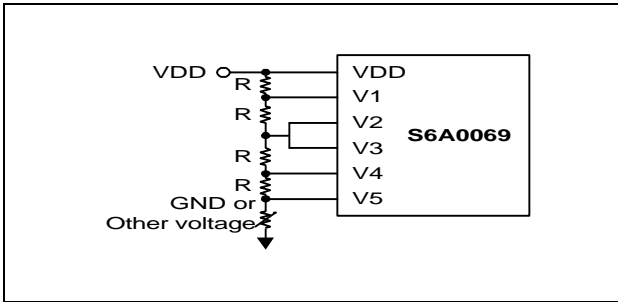 VDD
VDD
R
V1
R
V2
S6A0069
V3
R
V4
R
GND or
V5
Other voltage